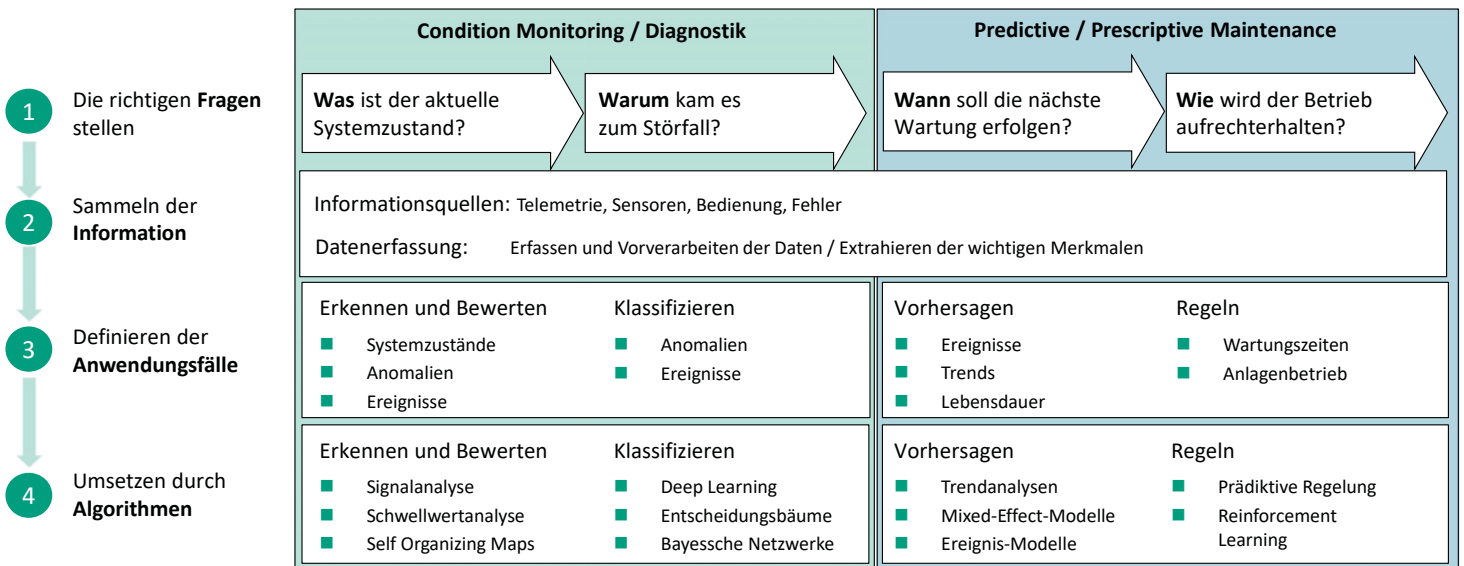 Condition Monitoring / Diagnostik
Predictive / Prescriptive Maintenance
1
Die richtigen Fragen
stellen
Was ist der aktuelle
Systemzustand?
Warum kam es
zum Störfall?
Wann soll die nächste
Wartung erfolgen?
Wie wird der Betrieb
aufrechterhalten?
2
Sammeln der
Information
Informationsquellen: Telemetrie, Sensoren, Bedienung, Fehler
Datenerfassung: Erfassen und Vorverarbeiten der Daten / Extrahieren der wichtigen Merkmalen
3
Definieren der
Anwendungsfälle
Erkennen und Bewerten
Systemzustände
Anomalien
Ereignisse
Klassifizieren
Anomalien
Ereignisse
Vorhersagen
Ereignisse
Trends
Lebensdauer
Regeln
Wartungszeiten
Anlagenbetrieb
4
Umsetzen durch
Algorithmen
Erkennen und Bewerten
Signalanalyse
Schwellwertanalyse
Self Organizing Maps
Klassifizieren
Deep Learning
Entscheidungsbäume
Bayessche Netzwerke
Vorhersagen
Trendanalysen
Mixed-Effect-Modelle
Ereignis-Modelle
Regeln
Prädiktive Regelung
Reinforcement
Learning